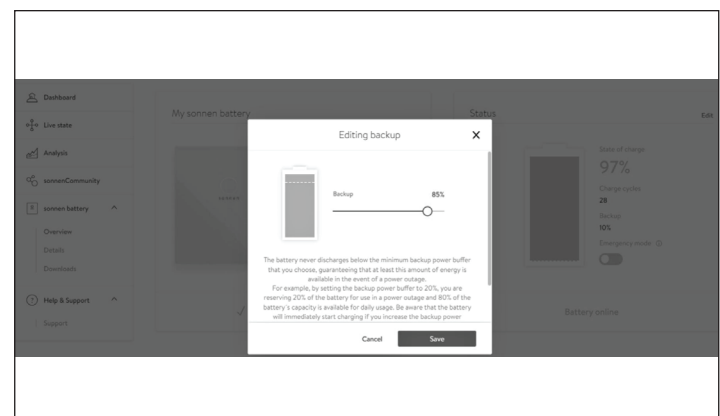 Dashboard
Live state
Analysis
sonnenCommunity
sonnen battery
Overview
Details
Downloads
Help & Support
Support
My sonnen battery
Status
Edit
State of charge
97%
Charge cycles
28
Backup
10%
Emergency mode
Battery online
Editing backup
X
Backup
85%
The battery never discharges below the minimum backup power buffer
that you choose, guaranteeing that at least this amount of energy is
available in the event of a power outage.
For example, by setting the backup power buffer to 20%, you are
reserving 20% of the battery for use in a power outage and 80% of the
battery's capacity is available for daily usage. Be aware that the battery
will immediately start charging if you increase the backup power
Cancel
Save